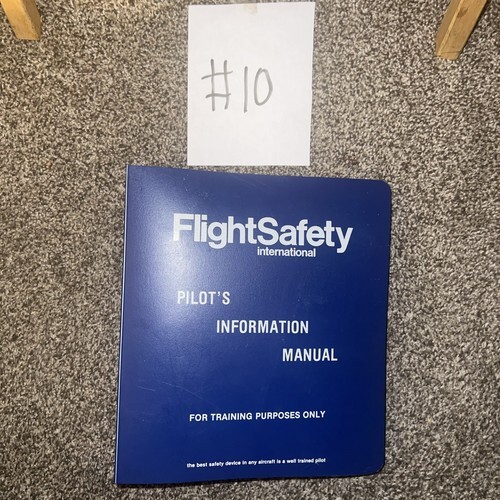 #10
FlightSafety
international
PILOT'S
INFORMATION
MANUAL
FOR TRAINING PURPOSES ONLY
the best safety device in any aircraft is a well trained pilot